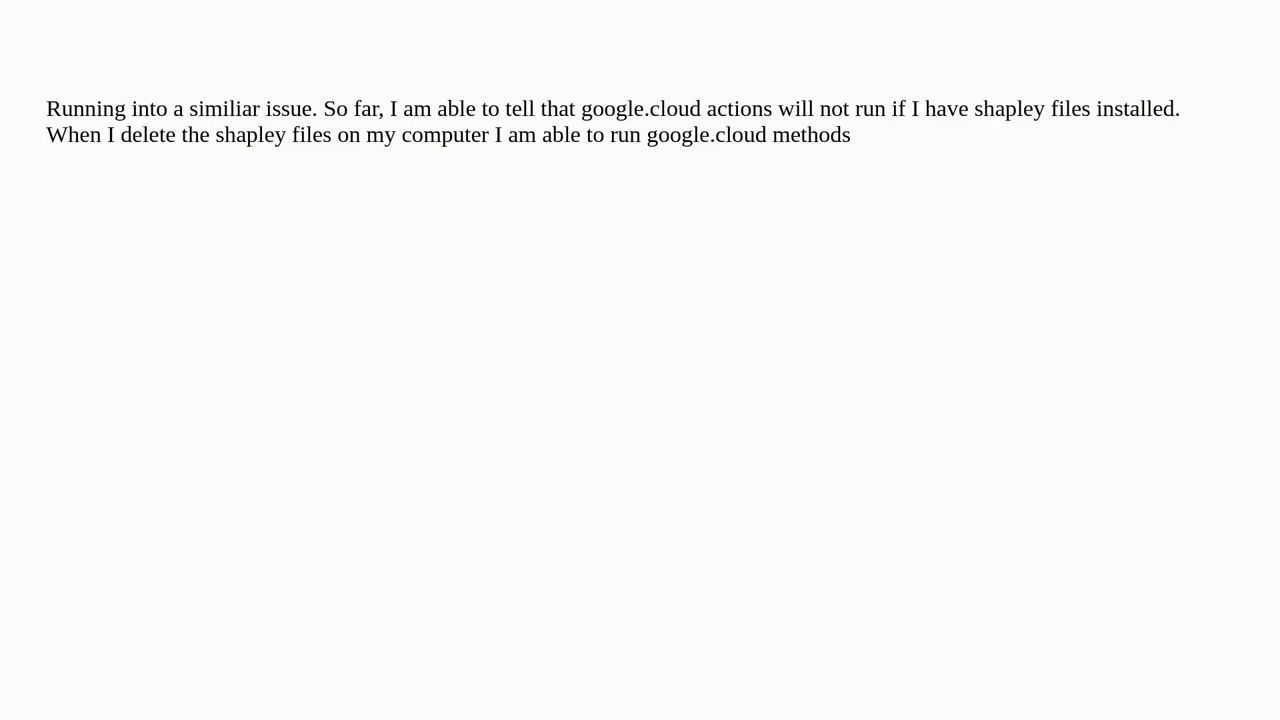 Running into a similiar issue. So far, I am able to tell that google.cloud actions will not run if I have shapley files installed.
When I delete the shapley files on my computer I am able to run google.cloud methods